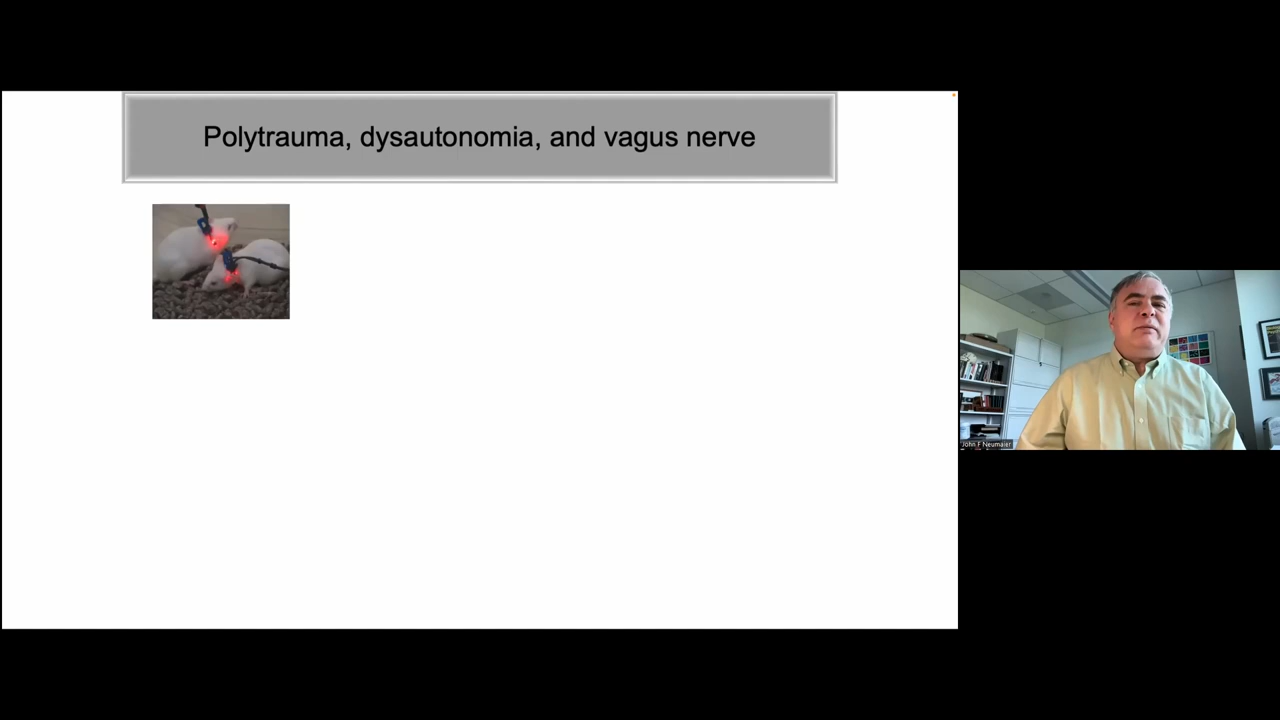 Polytrauma, dysautonomia, and vagus nerve
John F Neumaier